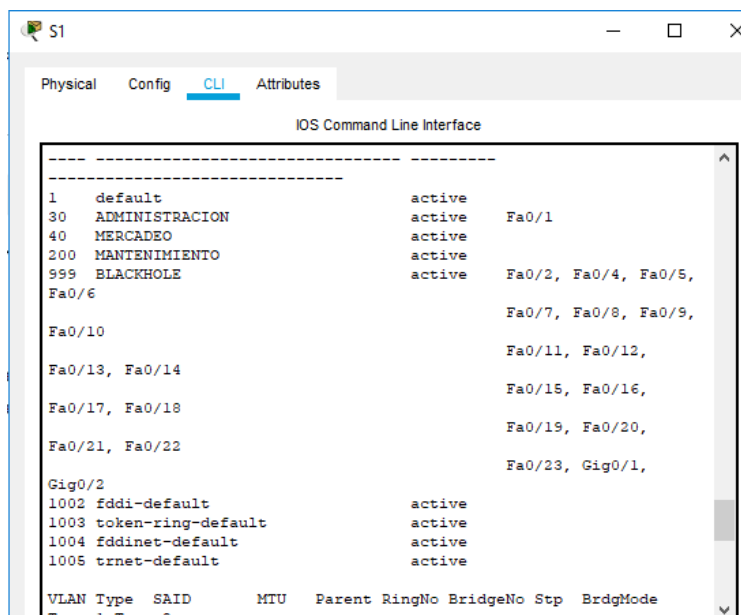 S1
Physical Config CLI Attributes
IOS Command Line Interface
---- -------------------------------- ---------
-------------------------------
1 default active
30 ADMINISTRACION active Fa0/1
40 MERCADEO active
200 MANTENIMIENTO active
999 BLACKHOLE active Fa0/2, Fa0/4, Fa0/5,
Fa0/6
Fa0/7, Fa0/8, Fa0/9,
Fa0/10
Fa0/11, Fa0/12,
Fa0/13, Fa0/14
Fa0/15, Fa0/16,
Fa0/17, Fa0/18
Fa0/19, Fa0/20,
Fa0/21, Fa0/22
Fa0/23, Gig0/1,
Gig0/2
1002 fddi-default active
1003 token-ring-default active
1004 fddinet-default active
1005 trnet-default active
VLAN Type SAID MTU Parent RingNo BridgeNo Stp BrdgMode